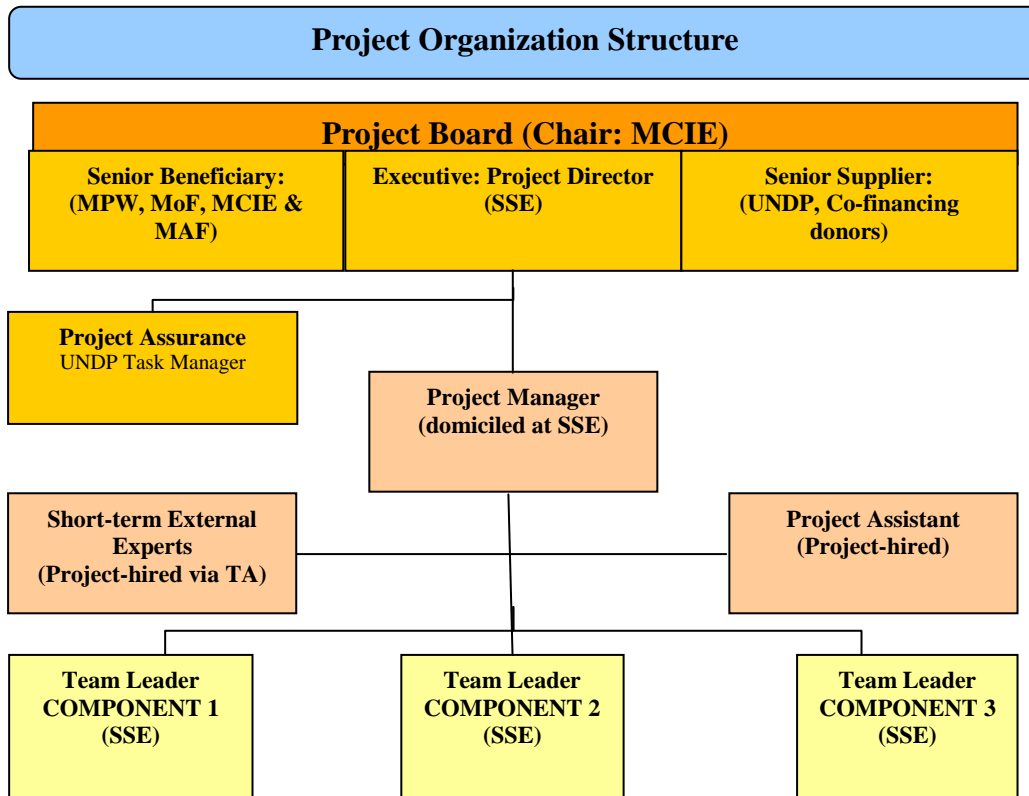 Project Organization Structure
Project Board (Chair: MCIE)
Senior Beneficiary:
(MPW, MoF, MCIE &
MAF)
Executive: Project Director
(SSE)
Senior Supplier:
(UNDP, Co-financing
donors)
Project Assurance
UNDP Task Manager
Project Manager
(domiciled at SSE)
Short-term External
Experts
(Project-hired via TA)
Project Assistant
(Project-hired)
Team Leader
COMPONENT 1
(SSE)
Team Leader
COMPONENT 2
(SSE)
Team Leader
COMPONENT 3
(SSE)